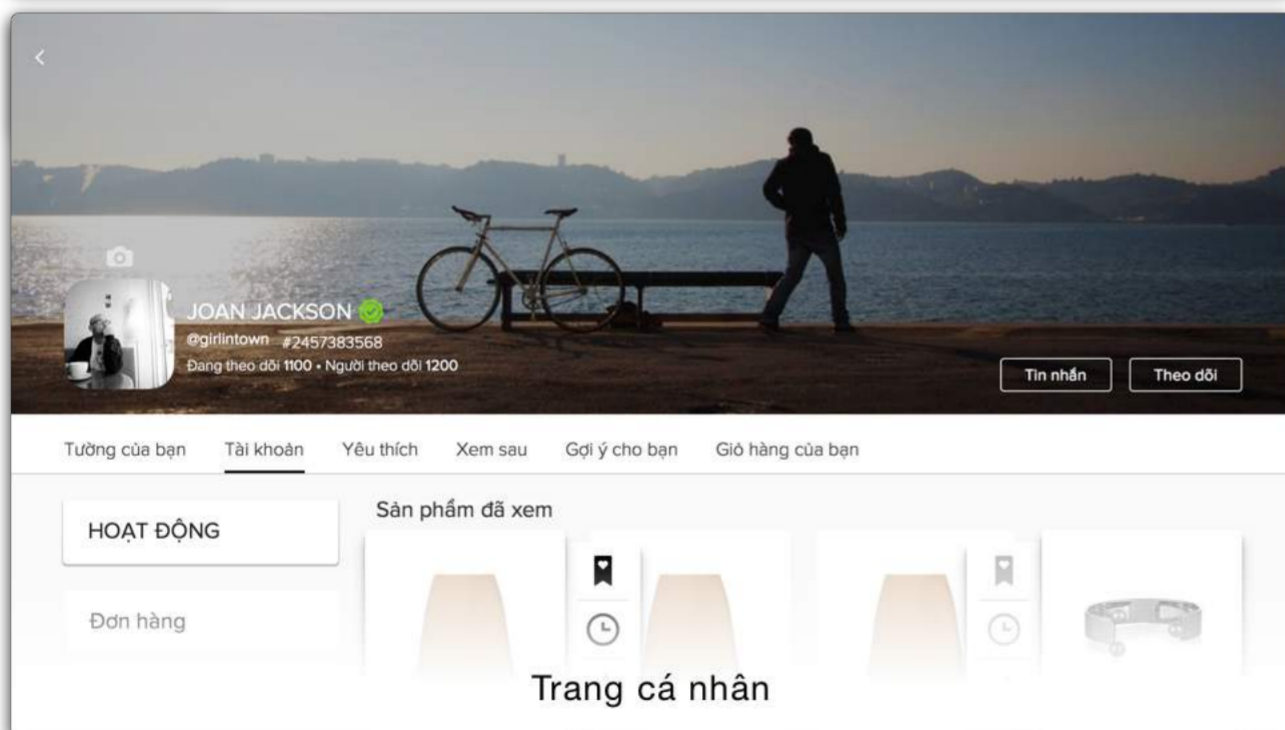 JOAN JACKSON
@girlintown #2457383568
Đang theo dõi 1100 • Người theo dõi 1200
Tin nhắn Theo dõi
Tường của bạn Tài khoản Yêu thích Xem sau Gợi ý cho bạn Giỏ hàng của bạn
HOẠT ĐỘNG
Sản phẩm đã xem
Đơn hàng
Trang cá nhân